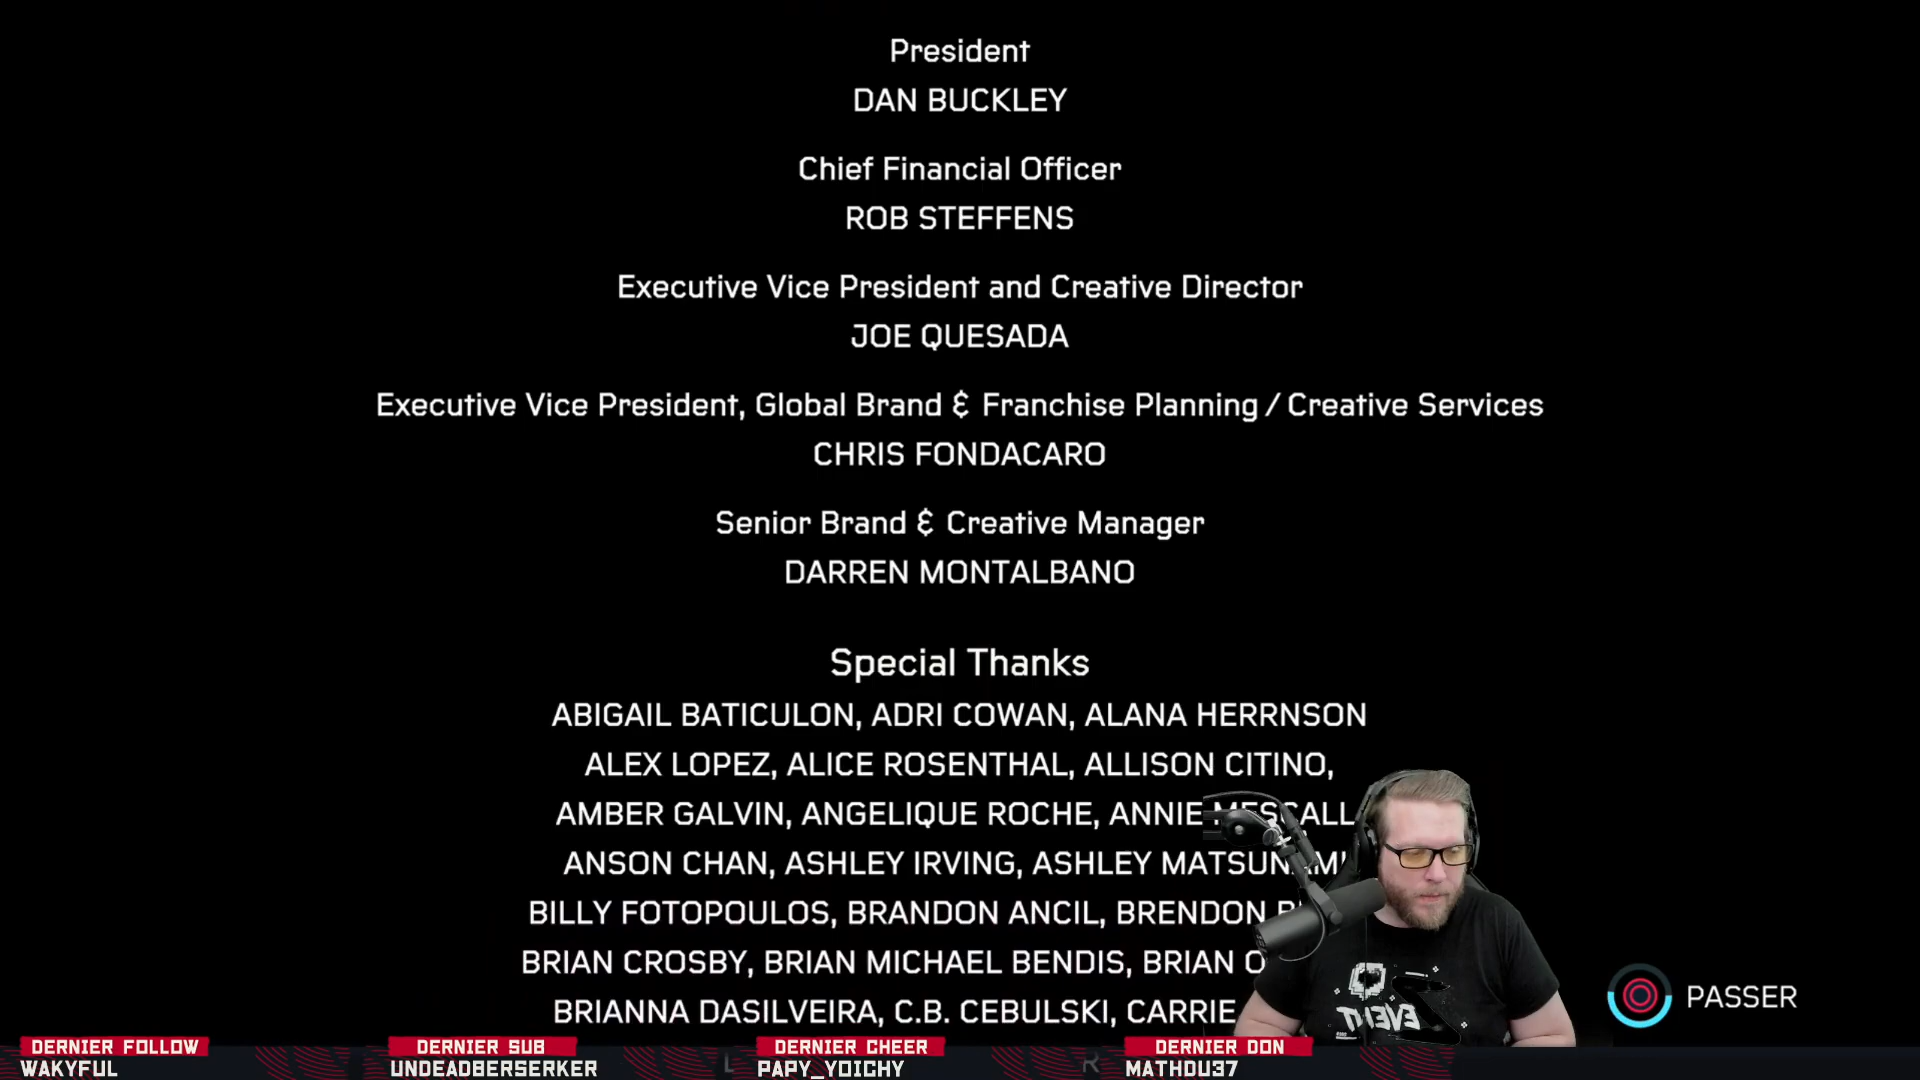 President
DAN BUCKLEY
Chief Financial Officer
ROB STEFFENS
Executive Vice President and Creative Director
JOE QUESADA
Executive Vice President, Global Brand & Franchise Planning / Creative Services
CHRIS FONDACARO
Senior Brand & Creative Manager
DARREN MONTALBANO
Special Thanks
ABIGAIL BATICULON, ADRI COWAN, ALANA HERRNSON
ALEX LOPEZ, ALICE ROSENTHAL, ALLISON CITINO,
AMBER GALVIN, ANGELIQUE ROCHE, ANNIE
ANSON CHAN, ASHLEY IRVING, ASHLEY
BILLY FOTOPOULOS, BRANDON ANCIL, BRENDON
BRIAN CROSBY, BRIAN MICHAEL BENDIS, BRIAN
BRIANNA DASILVEIRA, C.B. CEBULSKI, CARRIE
PASSER
EVENT
DERNIER FOLLOW
WAKYFUL
DERNIER SUB
UNDEADBERSERKER
DERNIER CHEER
PAPY_YOICHY
DERNIER DON
MATHDU37